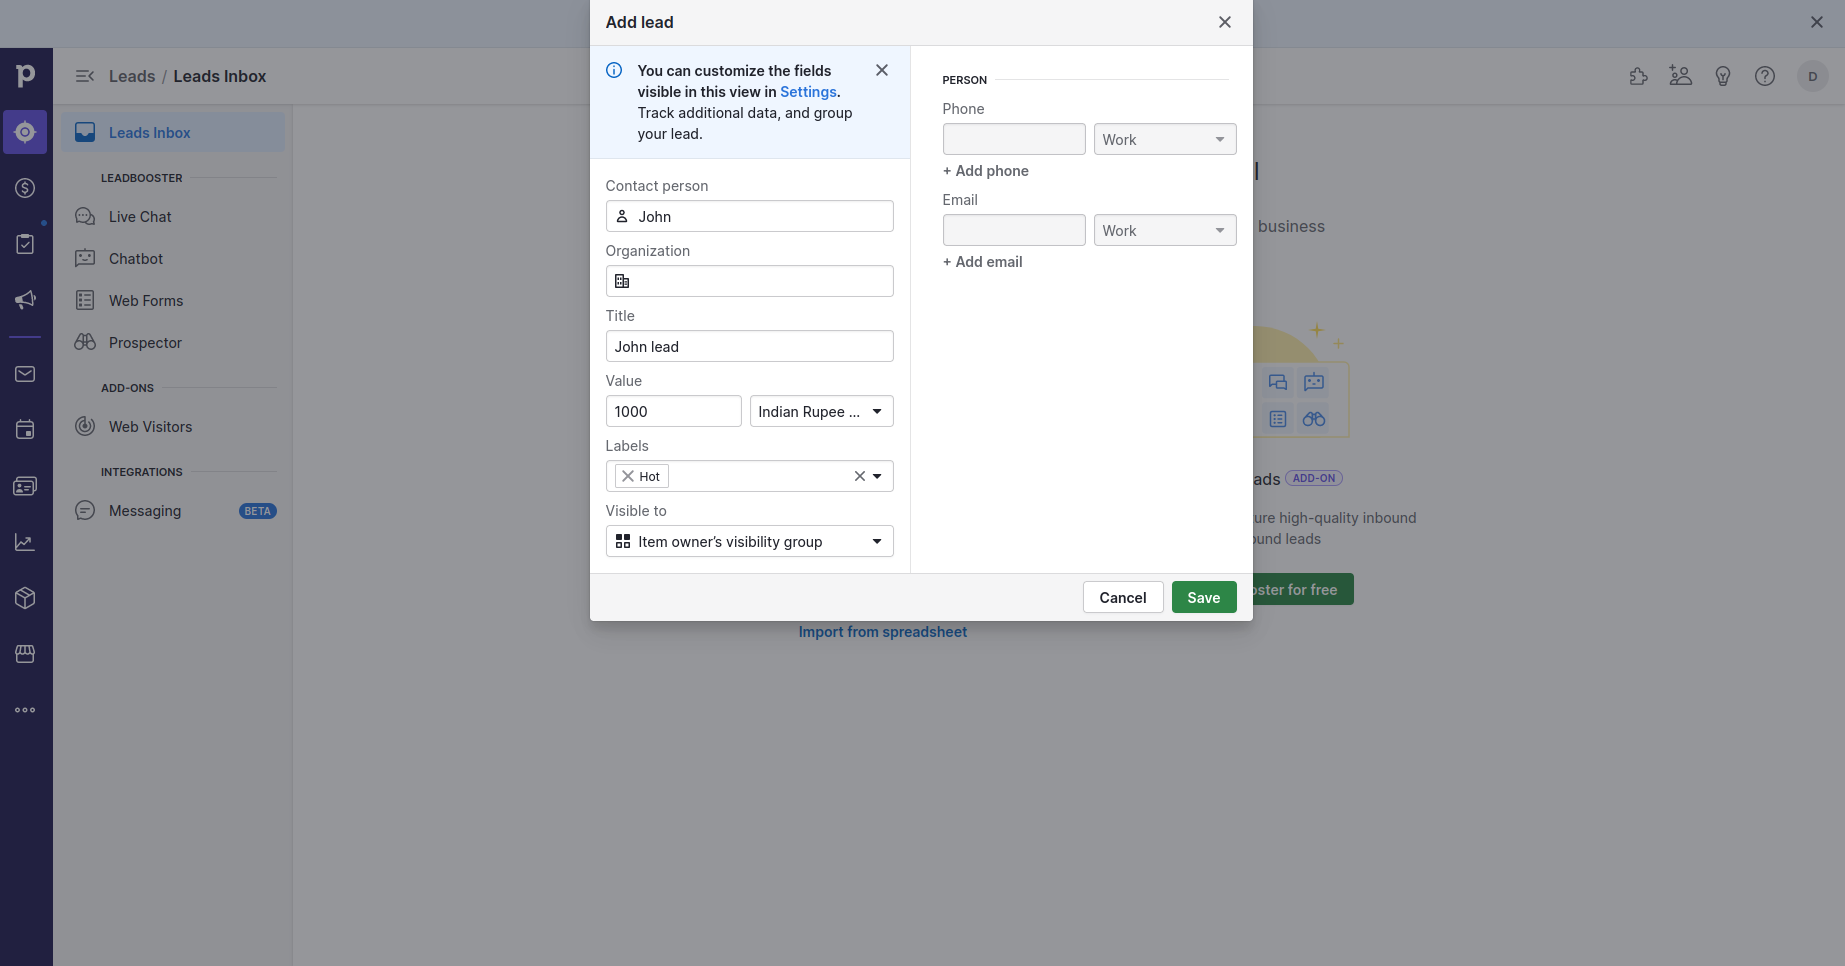 Add lead
p
Leads / Leads Inbox
D
Leads Inbox
LEADBOOSTER
Live Chat
Chatbot
Web Forms
Prospector
ADD-ONS
Web Visitors
INTEGRATIONS
Messaging BETA
You can customize the fields
visible in this view in Settings.
Track additional data, and group
your lead.
Contact person
John
Organization
Title
John lead
Value
1000 Indian Rupee ...
Labels
Hot
Visible to
Item owner’s visibility group
PERSON
Phone
Work
+ Add phone
Email
Work
+ Add email
Cancel Save
business
ADD-ON
high-quality inbound
leads
for free
Import from spreadsheet